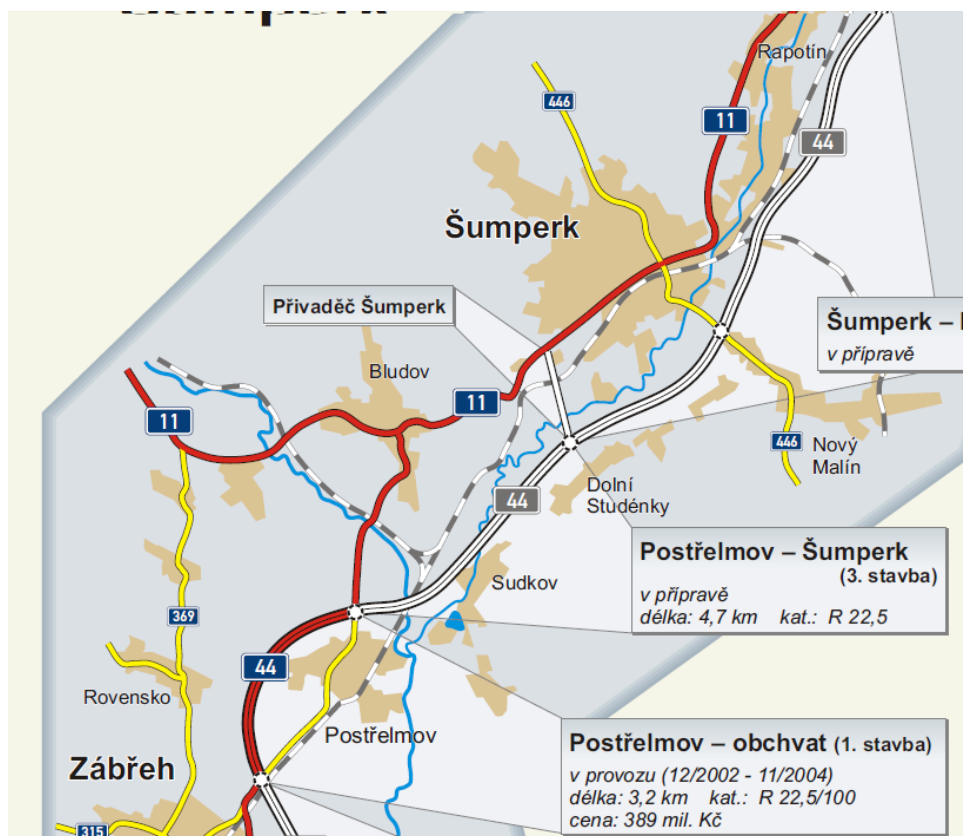 Šumperk
Rapotín
446
11
44
Šumperk
Přivaděč Šumperk
Šumperk –
v přípravě
Bludov
11
11
446
Nový
Malín
44
Dolní
Studénky
Postřelmov – Šumperk
(3. stavba)
v přípravě
délka: 4,7 km kat.: R 22,5
Sudkov
369
44
Rovensko
Postřelmov
Postřelmov – obchvat (1. stavba)
v provozu (12/2002 - 11/2004)
délka: 3,2 km kat.: R 22,5/100
cena: 389 mil. Kč
Zábřeh
315